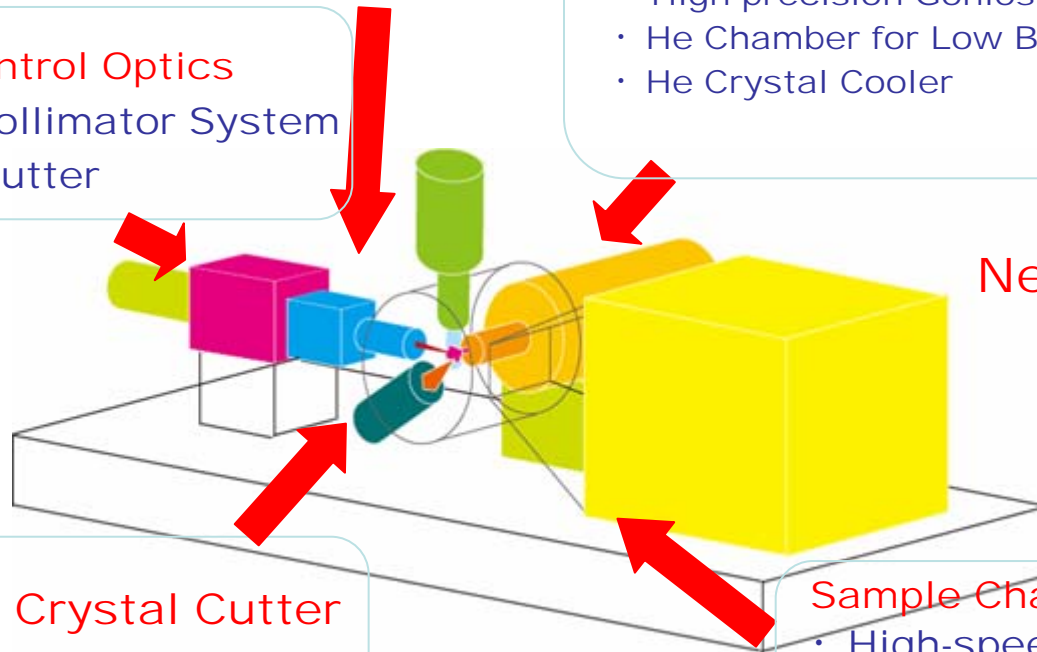 ntrol Optics
ollimator System
utter
High precision Gonios
· He Chamber for Low B
· He Crystal Cooler
Ne
Crystal Cutter
Sample Cha
· High-spee